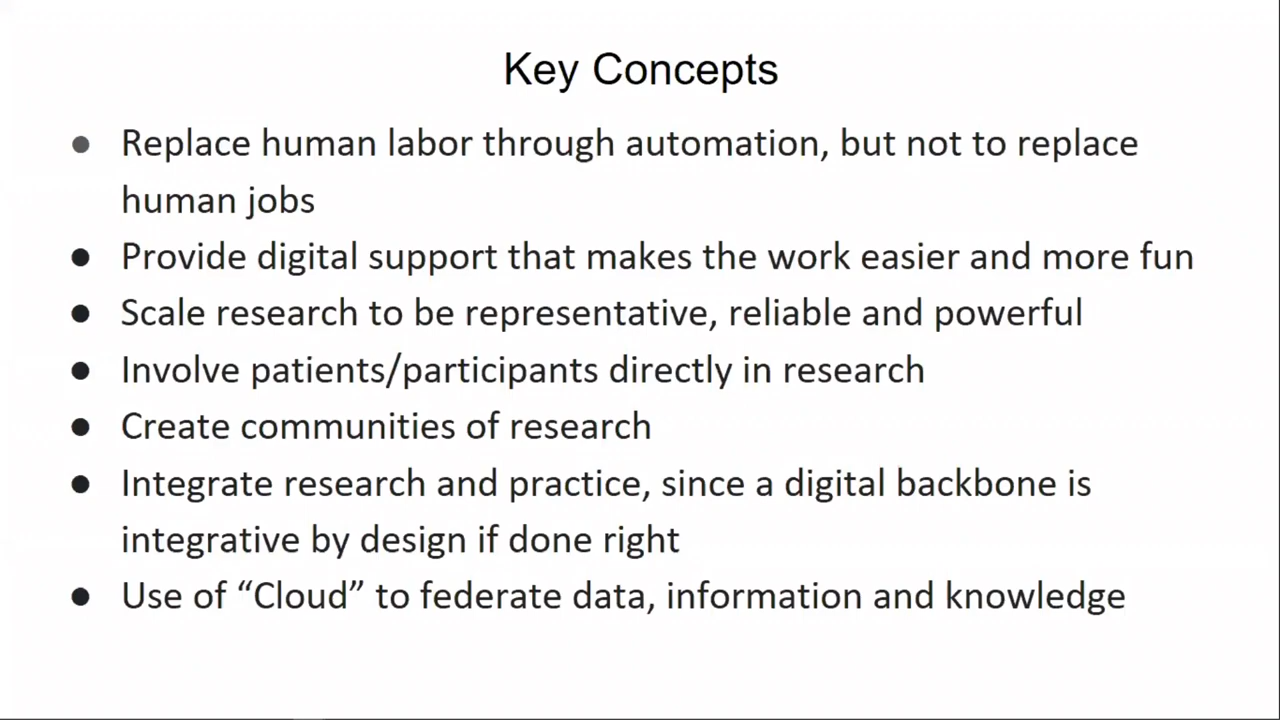 Key Concepts
● Replace human labor through automation, but not to replace
human jobs
● Provide digital support that makes the work easier and more fun
● Scale research to be representative, reliable and powerful
● Involve patients/participants directly in research
● Create communities of research
● Integrate research and practice, since a digital backbone is
integrative by design if done right
● Use of “Cloud” to federate data, information and knowledge